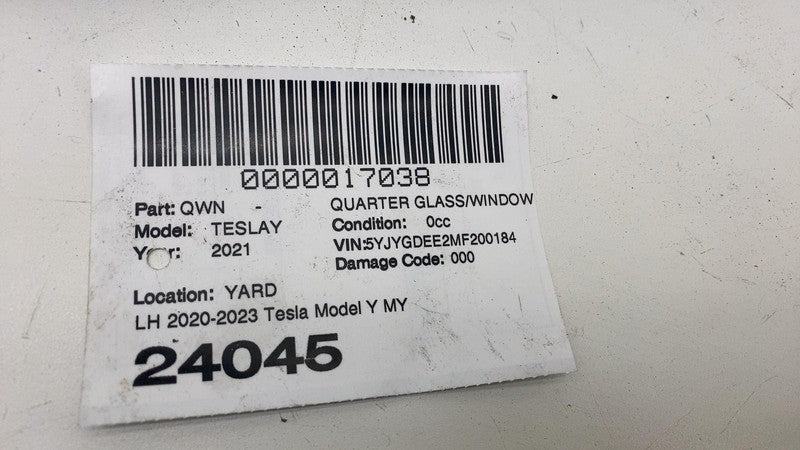 0000017038
Part: QWN - QUARTER GLASS/WINDOW
Model: TESLAY Condition: 0cc
Year: 2021 VIN:5YJYGDEE2MF200184
Damage Code: 000
Location: YARD
LH 2020-2023 Tesla Model Y MY
24045